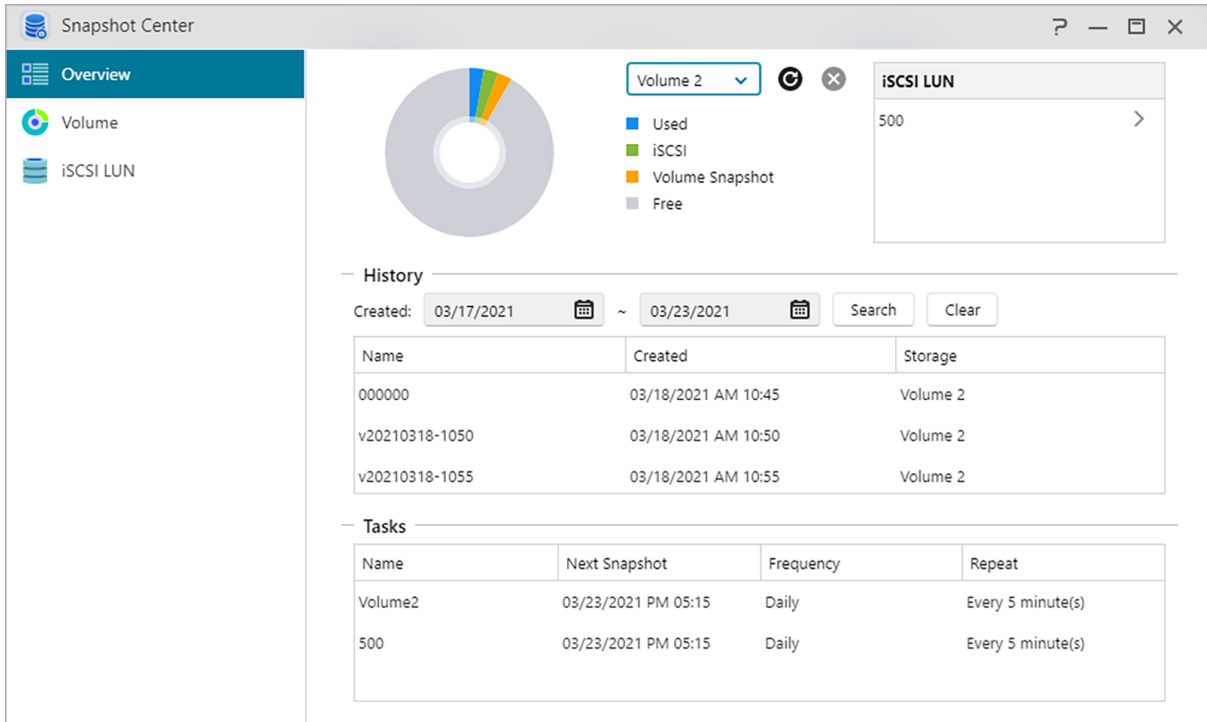 Snapshot Center
Overview
Volume
iSCSI LUN
Volume 2
Used
iSCSI
Volume Snapshot
Free
iSCSI LUN
500
History
Created: 03/17/2021 ~ 03/23/2021 Search Clear
Name Created Storage
000000 03/18/2021 AM 10:45 Volume 2
v20210318-1050 03/18/2021 AM 10:50 Volume 2
v20210318-1055 03/18/2021 AM 10:55 Volume 2
Tasks
Name Next Snapshot Frequency Repeat
Volume2 03/23/2021 PM 05:15 Daily Every 5 minute(s)
500 03/23/2021 PM 05:15 Daily Every 5 minute(s)